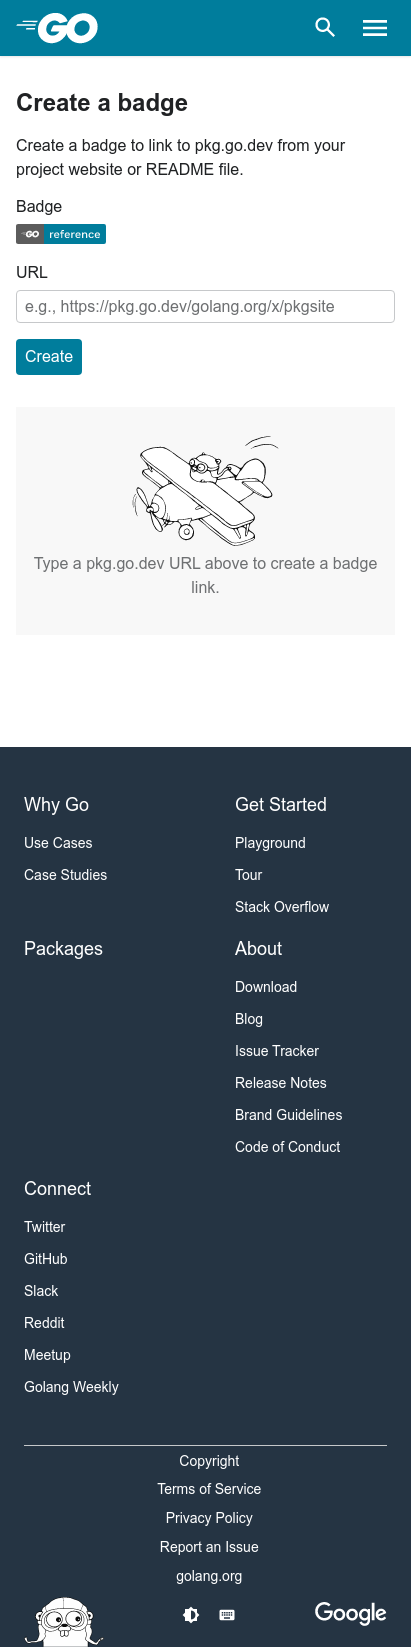 GO
Create a badge
Create a badge to link to pkg.go.dev from your
project website or README file.
Badge
GO reference
URL
e.g., https://pkg.go.dev/golang.org/x/pkgsite
Create
Type a pkg.go.dev URL above to create a badge
link.
Why Go
Use Cases
Case Studies
Get Started
Playground
Tour
Stack Overflow
Packages
About
Download
Blog
Issue Tracker
Release Notes
Brand Guidelines
Code of Conduct
Connect
Twitter
GitHub
Slack
Reddit
Meetup
Golang Weekly
Copyright
Terms of Service
Privacy Policy
Report an Issue
golang.org
Google